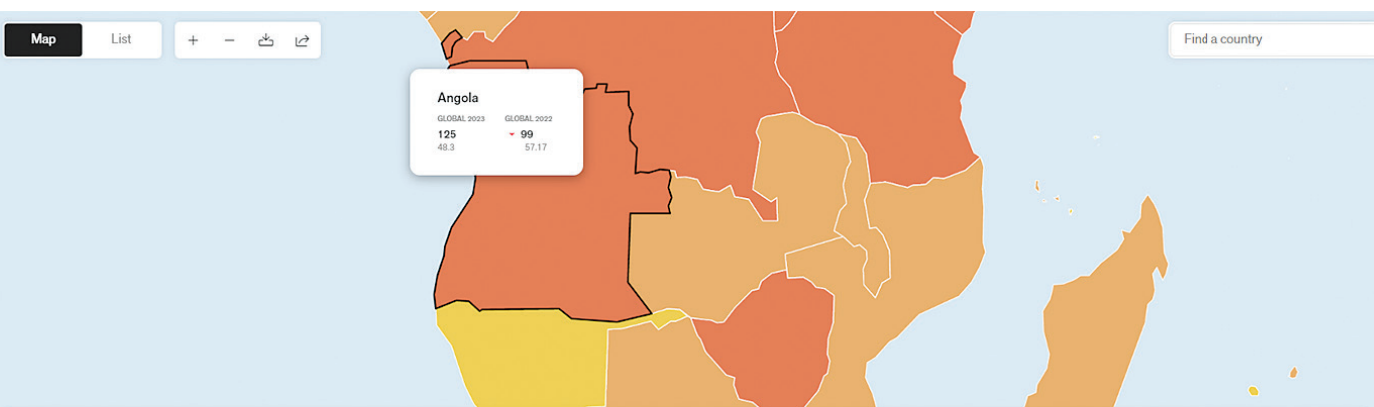 Map List
Find a country
Angola
GLOBAL 2023 GLOBAL 2022
125 99
48.3 57.17